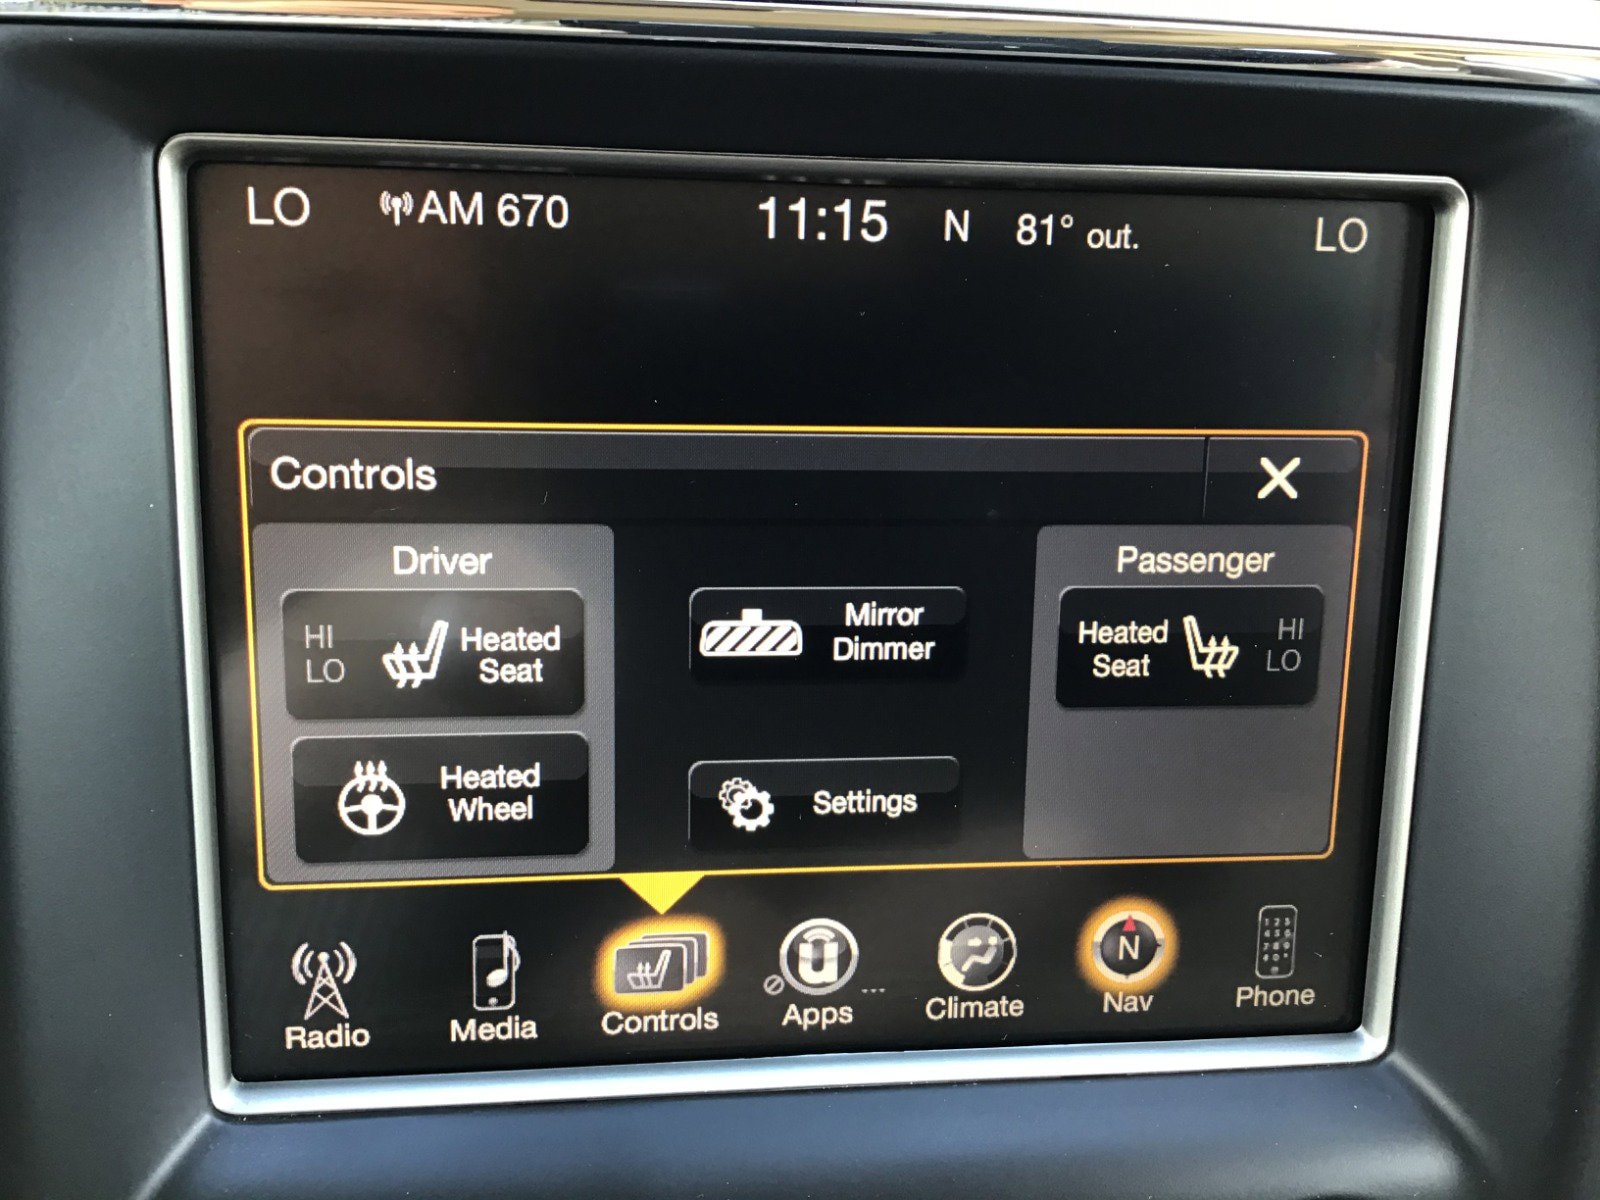 LO AM 670 11:15 N 81° out. LO
Controls
Driver
HI
LO
Heated
Seat
Heated
Wheel
Mirror
Dimmer
Settings
Passenger
Heated
Seat
HI
LO
Radio
Media
Controls
u
Apps
Climate
N
Nav
Phone